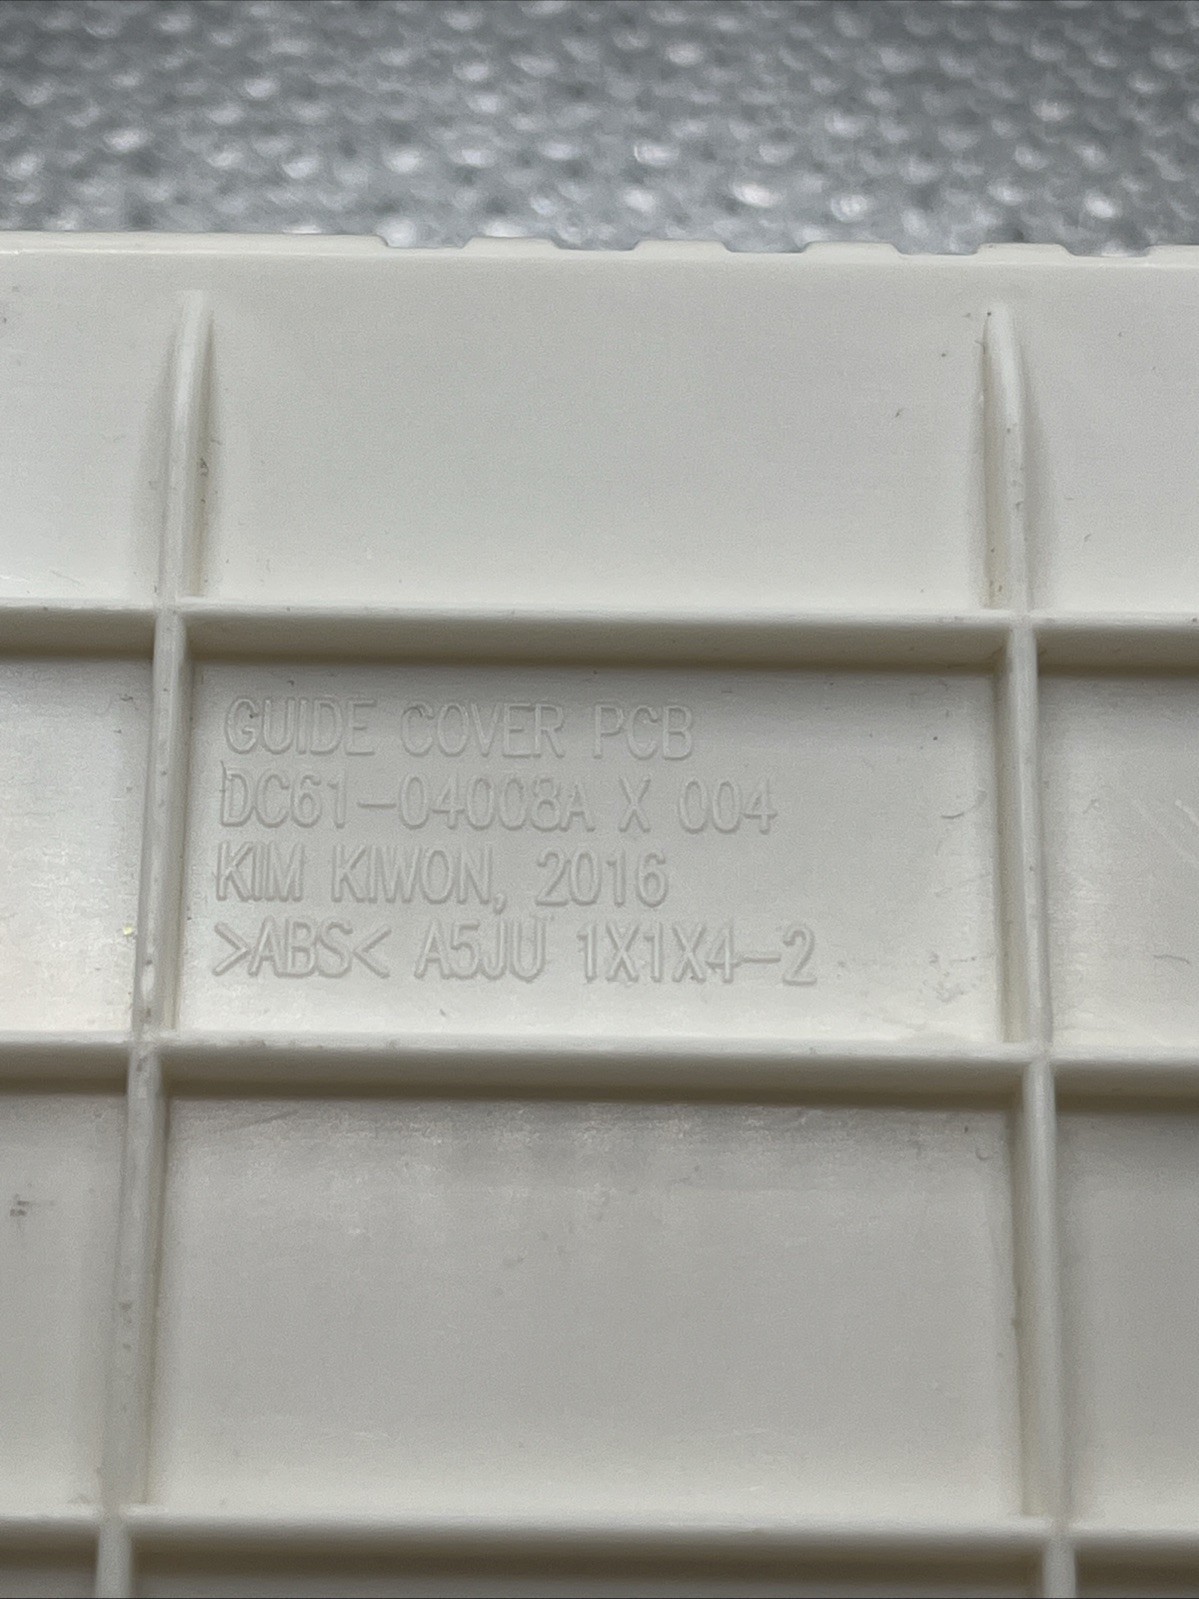 GUIDE COVER PCB
DC61-04008A X 004
KIM KIWON, 2016
>ABS< A5JU 1X1X4-2